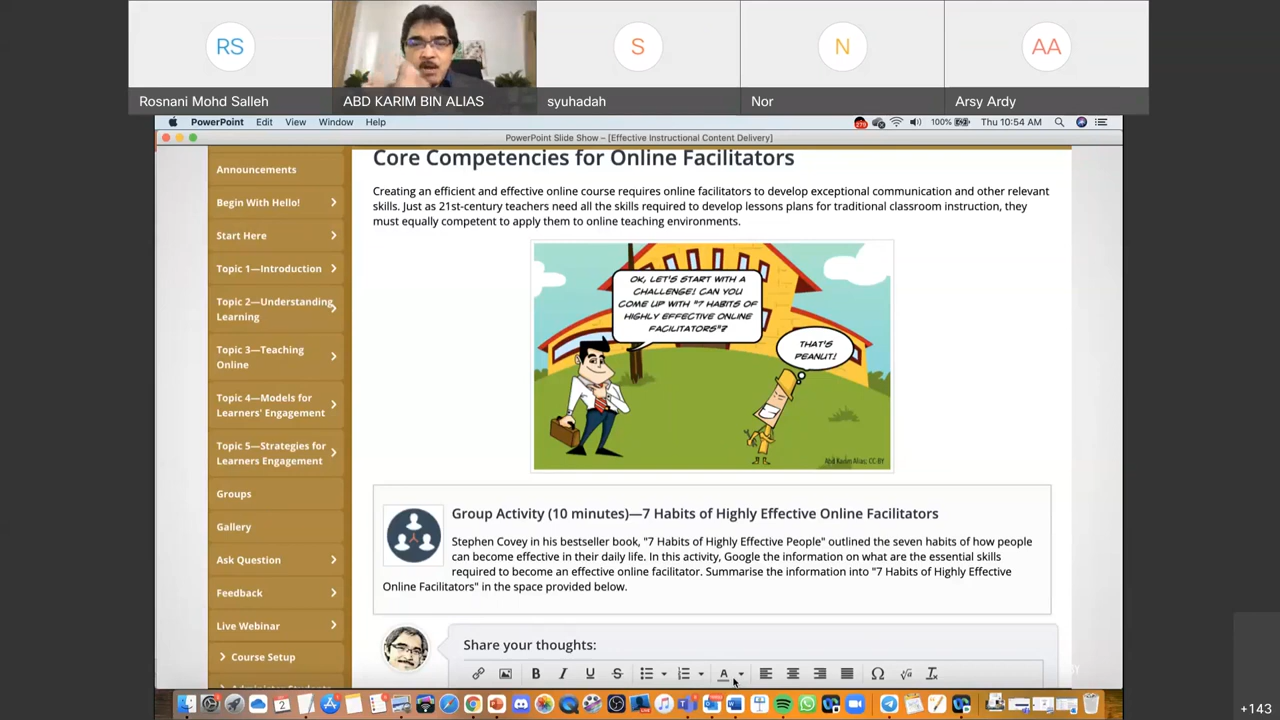 RS
S
N
AA
Rosnani Mohd Salleh
ABD KARIM BIN ALIAS
syuhadah
Nor
Arsy Ardy
PowerPoint Edit View Window Help
279
100%
Thu 10:54 AM
PowerPoint Slide Show – [Effective Instructional Content Delivery]
Announcements
Begin With Hello!
Start Here
Topic 1—Introduction
Topic 2—Understanding
Learning
Topic 3—Teaching
Online
Topic 4—Models for
Learners' Engagement
Topic 5—Strategies for
Learners Engagement
Groups
Gallery
Ask Question
Feedback
Live Webinar
Course Setup
Core Competencies for Online Facilitators
Creating an efficient and effective online course requires online facilitators to develop exceptional communication and other relevant
skills. Just as 21st-century teachers need all the skills required to develop lessons plans for traditional classroom instruction, they
must equally competent to apply them to online teaching environments.
OK, LET'S START WITH A
CHALLENGE! CAN YOU
COME UP WITH "7 HABITS OF
HIGHLY EFFECTIVE ONLINE
FACILITATORS"?
THAT'S
PEANUT!
Abd Karim Alias, CC-BY
Group Activity (10 minutes)—7 Habits of Highly Effective Online Facilitators
Stephen Covey in his bestseller book, "7 Habits of Highly Effective People" outlined the seven habits of how people
can become effective in their daily life. In this activity, Google the information on what are the essential skills
required to become an effective online facilitator. Summarise the information into "7 Habits of Highly Effective
Online Facilitators" in the space provided below.
Share your thoughts:
B I U S A Ω
+143